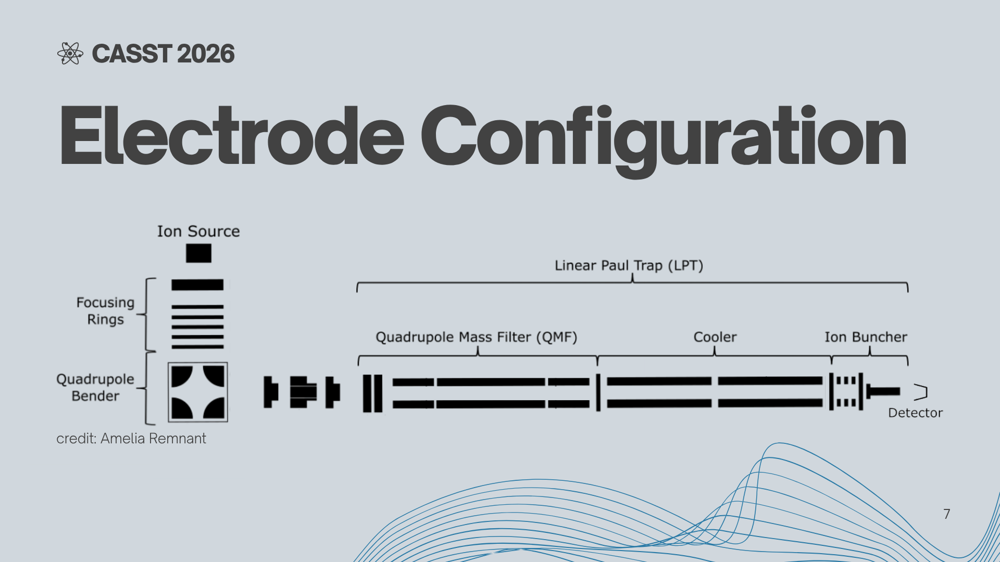 CASST 2026
Electrode Configuration
Ion Source
Linear Paul Trap (LPT)
Focusing
Rings
Quadrupole Mass Filter (QMF)
Cooler
Ion Buncher
Quadrupole
Bender
Detector
credit: Amelia Remnant
7